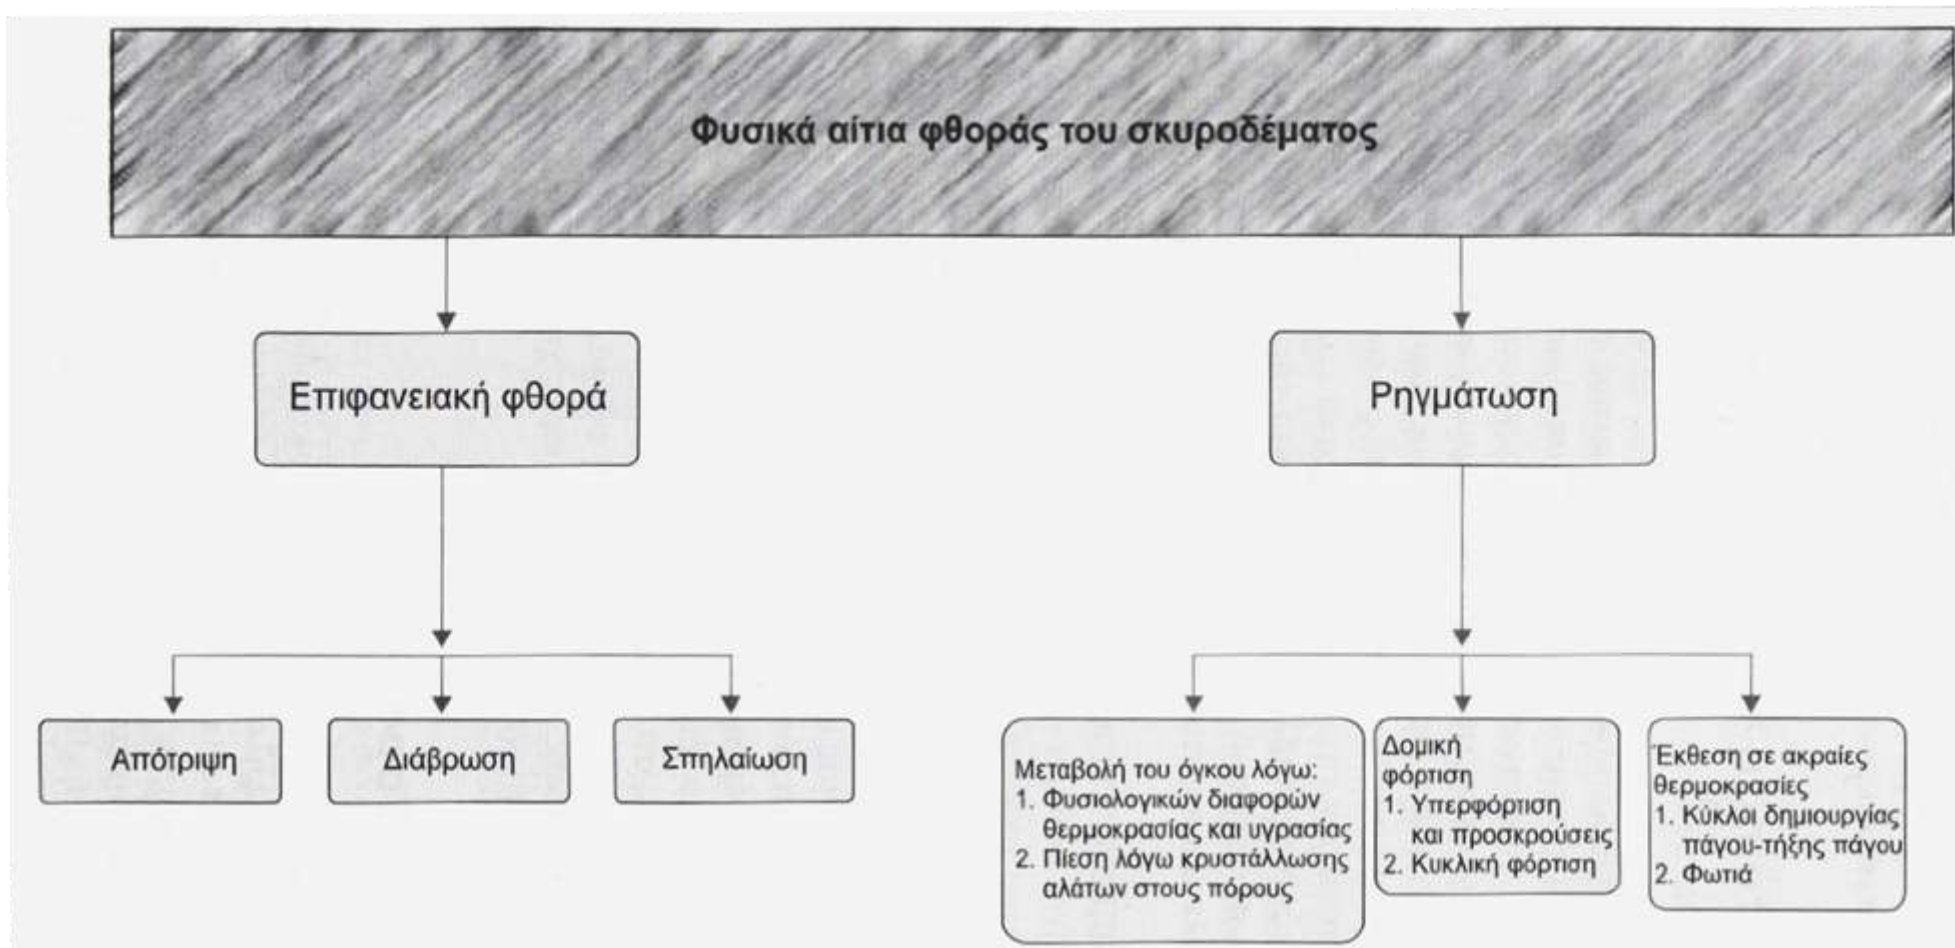 Φυσικά αίτια φθοράς του σκυροδέματος
Επιφανειακή φθορά
Ρηγμάτωση
Απότριψη
Διάβρωση
Σπηλαίωση
Μεταβολή του όγκου λόγω:
1. Φυσιολογικών διαφορών
θερμοκρασίας και υγρασίας
2. Πίεση λόγω κρυστάλλωσης
αλάτων στους πόρους
Δομική
φόρτιση
1. Υπερφόρτιση
και προσκρούσεις
2. Κυκλική φόρτιση
Έκθεση σε ακραίες
θερμοκρασίες
1. Κύκλοι δημιουργίας
πάγου-τήξης πάγου
2. Φωτιά